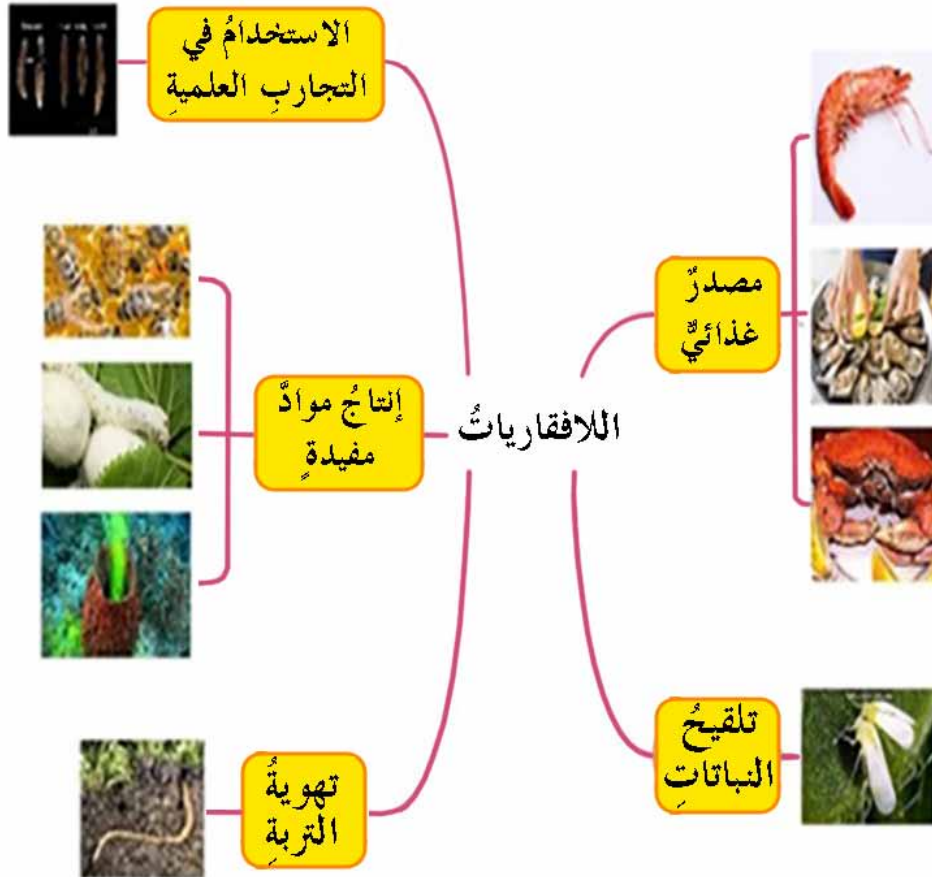 الاستخدامُ في
التجاربِ العلميةِ
مصدرٌ
غذائيٌّ
إنتاجُ موادَّ
مفيدةٍ
اللافقارياتُ
تلقيحُ
النباتاتِ
تهويةُ
التربةِ